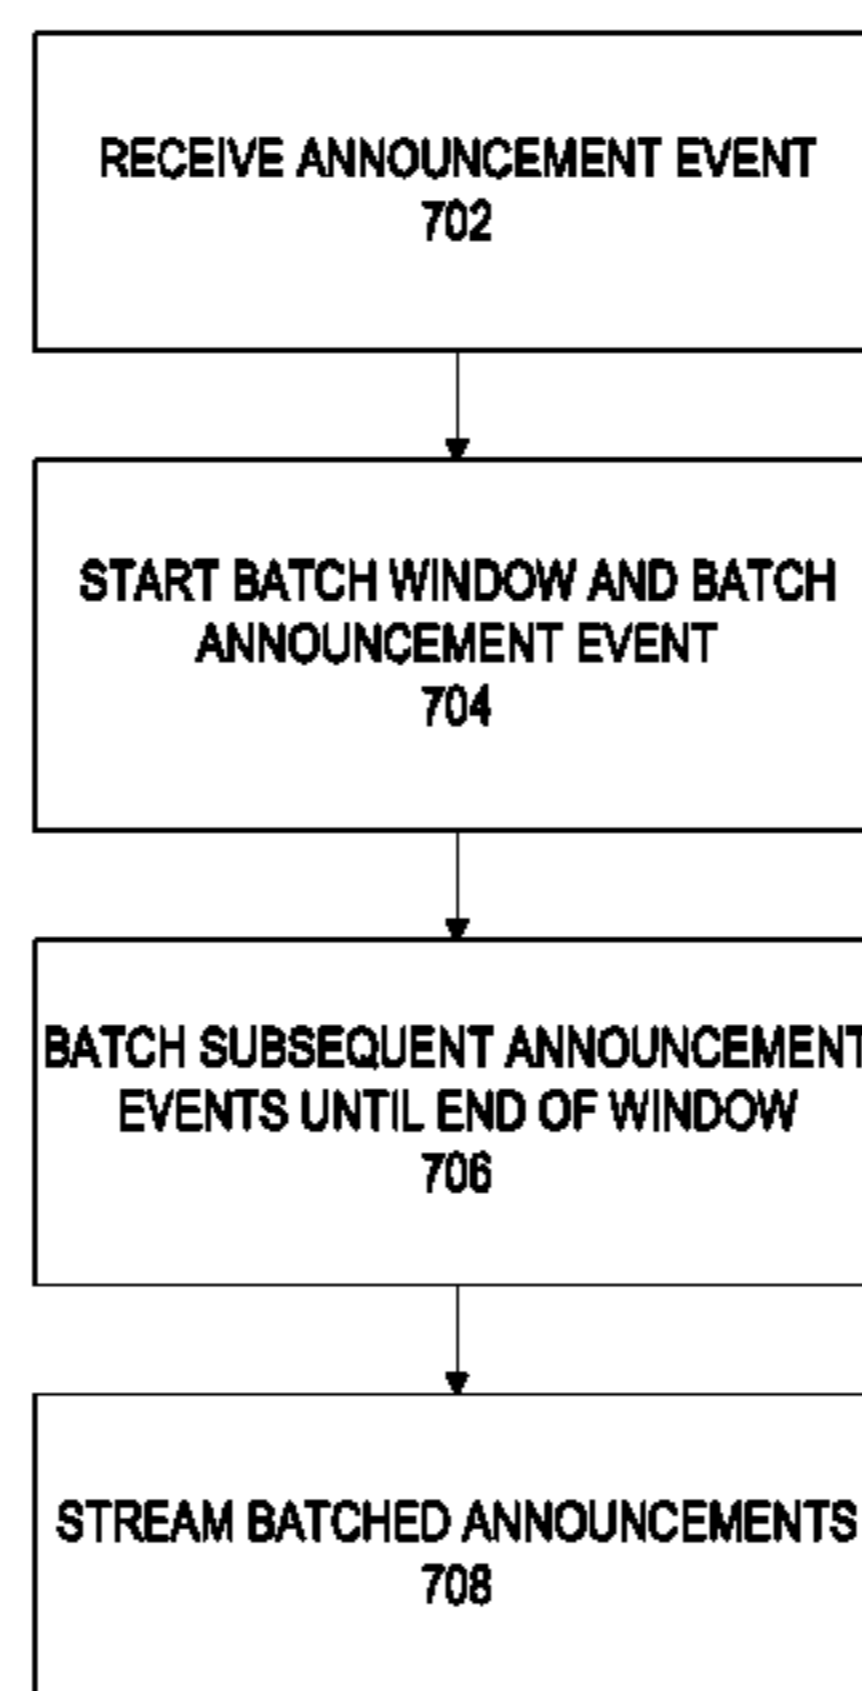 RECEIVE ANNOUNCEMENT EVENT
702
START BATCH WINDOW AND BATCH
ANNOUNCEMENT EVENT
704
BATCH SUBSEQUENT ANNOUNCEMENT
EVENTS UNTIL END OF WINDOW
706
STREAM BATCHED ANNOUNCEMENTS
708